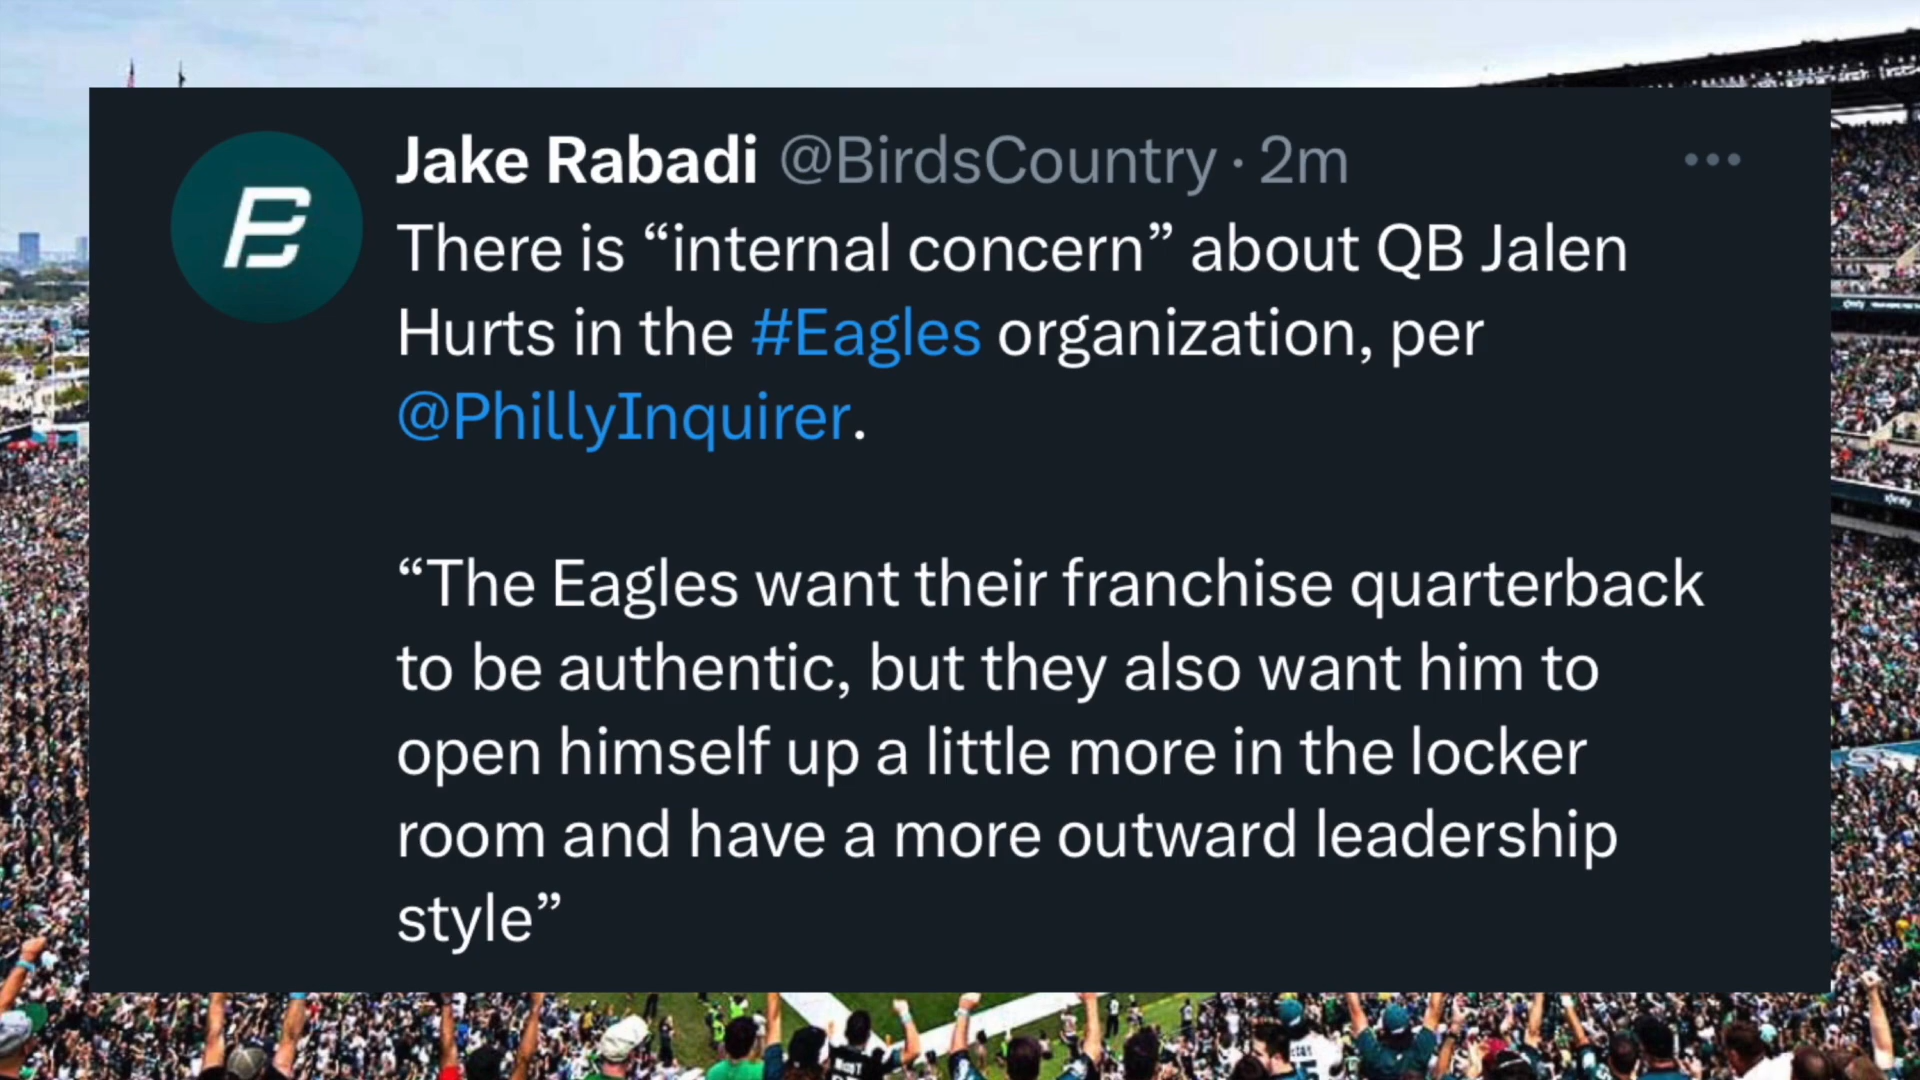 Jake Rabadi @BirdsCountry · 2m
There is “internal concern” about QB Jalen
Hurts in the #Eagles organization, per
@PhillyInquirer.
“The Eagles want their franchise quarterback
to be authentic, but they also want him to
open himself up a little more in the locker
room and have a more outward leadership
style”